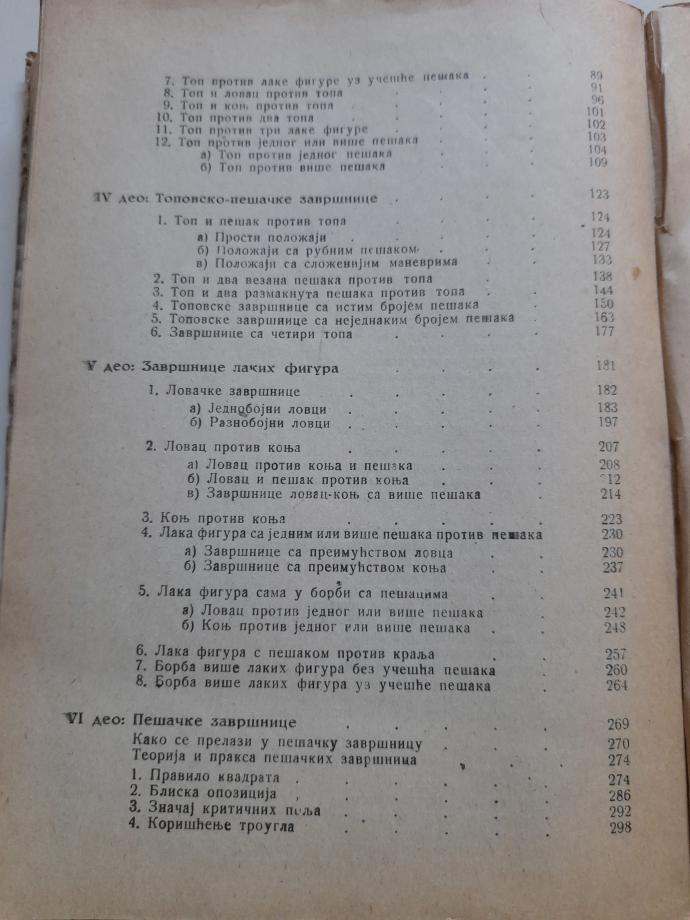 7. Топ против лаке фигуре уз учешће пешака . . 89
8. Топ и ловац против топа . . . . . 91
9. Топ и коњ против топа . . . . . 96
10. Топ против два топа . . . . . 101
11. Топ против три лаке фигуре . . . . 102
12. Топ против једног или више пешака . . . 103
а) Топ против једног пешака . . . . 104
б) Топ против више пешака . . . . 109
IV део: Топовско-пешачке завршнице . . . . 123
1. Топ и пешак против топа . . . . . 124
а) Прости положаји . . . . . 124
б) Положаји са рубним пешаком . . . 127
в) Положаји са сложенијим маневрима . . 133
2. Топ и два везана пешака против топа . . . 138
3. Топ и два размакнута пешака против топа . . 144
4. Топовске завршнице са истим бројем пешака . . 150
5. Топовске завршнице са неједнаким бројем пешака . 163
6. Завршнице са четири топа . . . . 177
V део: Завршнице лаких фигура . . . . 181
1. Ловачке завршнице . . . . . 182
а) Једнобојни ловци . . . . . 183
б) Разнобојни ловци . . . . . 197
2. Ловац против коња . . . . . 207
а) Ловац против коња и пешака . . . 208
б) Ловац и пешак против коња . . . 12
в) Завршнице ловац-коњ са више пешака . . 214
3. Коњ против коња . . . . . 223
4. Лака фигура са једним или више пешака против пешака 230
а) Завршнице са преимућством ловца . . 230
б) Завршнице са преимућством коња . . 237
5. Лака фигура сама у борби са пешацима . . 241
а) Ловац против једног или више пешака . . 242
б) Коњ против једног или више пешака . . 248
6. Лака фигура с пешаком против краља . . 257
7. Борба више лаких фигура без учешћа пешака . 260
8. Борба више лаких фигура уз учешће пешака . 264
VI део: Пешачке завршнице . . . . . 269
Како се прелази у пешачку завршницу . . . 270
Теорија и пракса пешачких завршница . . . 274
1. Правило квадрата . . . . . . 274
2. Блиска опозиција . . . . . . 286
3. Значај критичних поља . . . . . 292
4. Коришћење троугла . . . . . 298